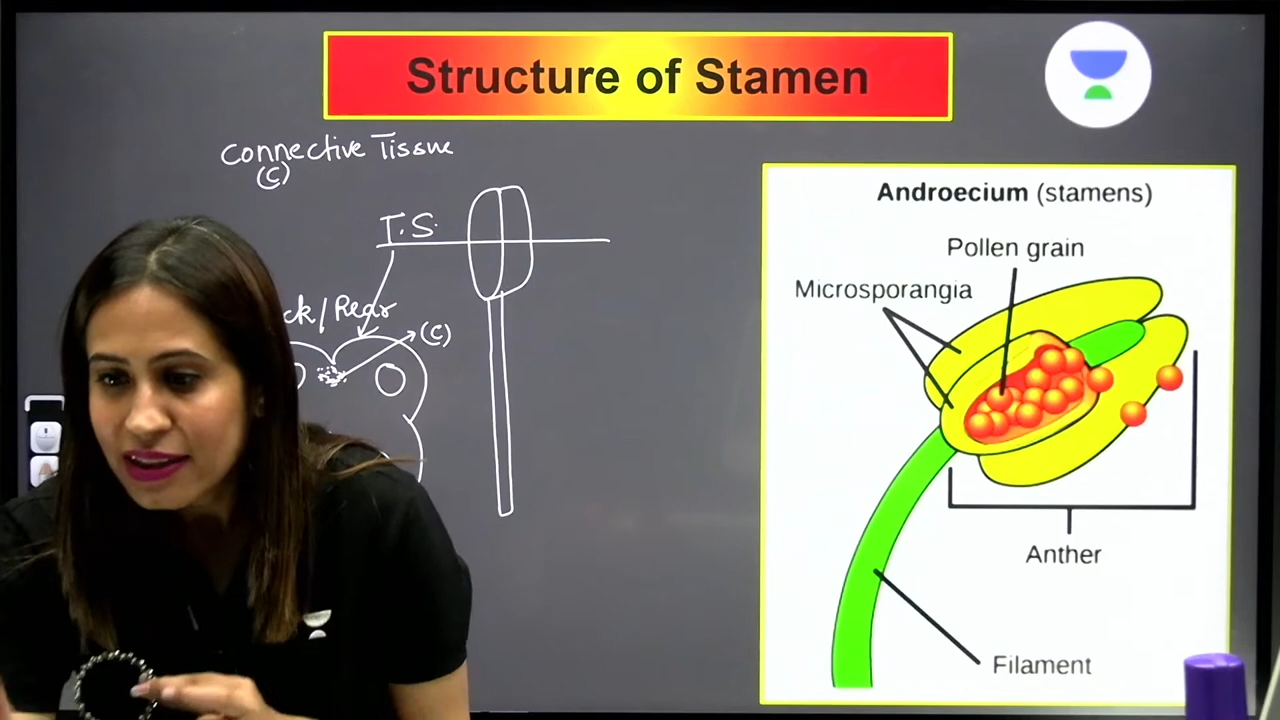 Structure of Stamen
Connective Tissue
(C)
T.S.
ck/Rear
(C)
Androecium (stamens)
Pollen grain
Microsporangia
Anther
Filament